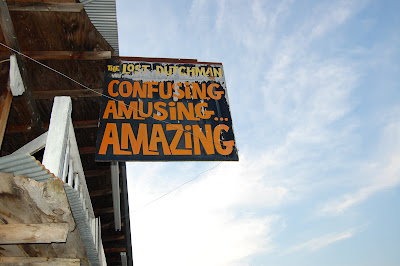 THE LOST DUTCHMAN
CONFUSING
AMUSING...
AMAZING